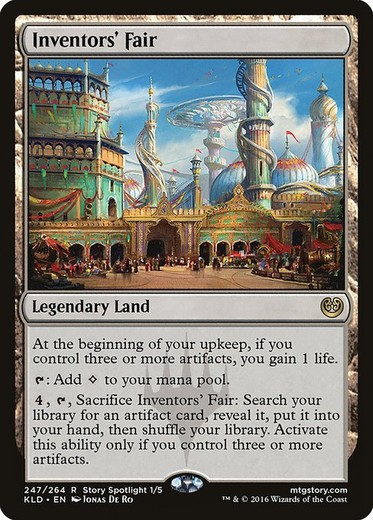 Inventors' Fair
Legendary Land
At the beginning of your upkeep, if you
control three or more artifacts, you gain 1 life.
: Add to your mana pool.
4, , Sacrifice Inventors' Fair: Search your
library for an artifact card, reveal it, put it into
your hand, then shuffle your library. Activate
this ability only if you control three or more
artifacts.
247/264 R Story Spotlight 1/5 mtgstory.com
KLD • EN Jonas De Ro ™ & © 2016 Wizards of the Coast